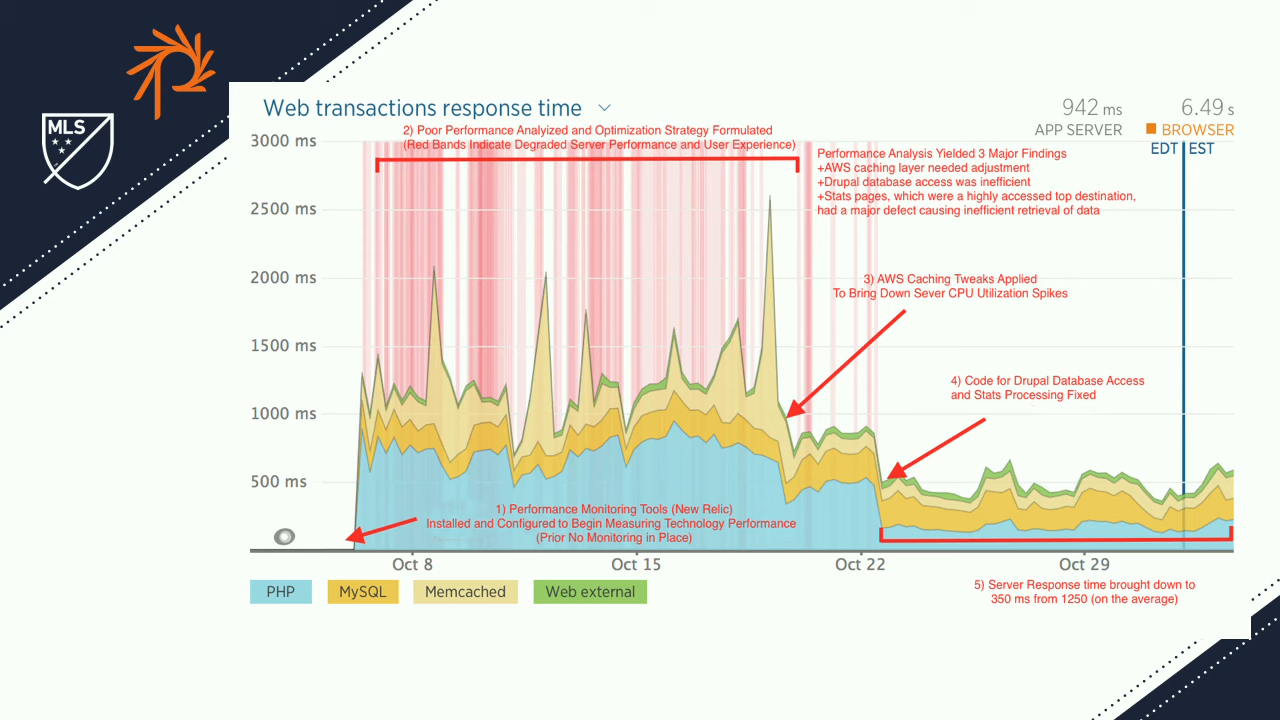 MLS
Web transactions response time
942 ms
APP SERVER
6.49 s
BROWSER
EDT EST
2) Poor Performance Analyized and Optimization Strategy Formulated
(Red Bands Indicate Degraded Server Performance and User Experience)
Performance Analysis Yielded 3 Major Findings
+AWS caching layer needed adjustment
+Drupal database access was inefficient
+Stats pages, which were a highly accessed top destination,
had a major defect causing inefficient retrieval of data
3000 ms
2500 ms
2000 ms
1500 ms
1000 ms
500 ms
3) AWS Caching Tweaks Applied
To Bring Down Sever CPU Utilization Spikes
4) Code for Drupal Database Access
and Stats Processing Fixed
1) Performance Monitoring Tools (New Relic)
Installed and Configured to Begin Measuring Technology Performance
(Prior No Monitoring in Place)
Oct 8
Oct 15
Oct 22
Oct 29
PHP
MySQL
Memcached
Web external
5) Server Response time brought down to
350 ms from 1250 (on the average)